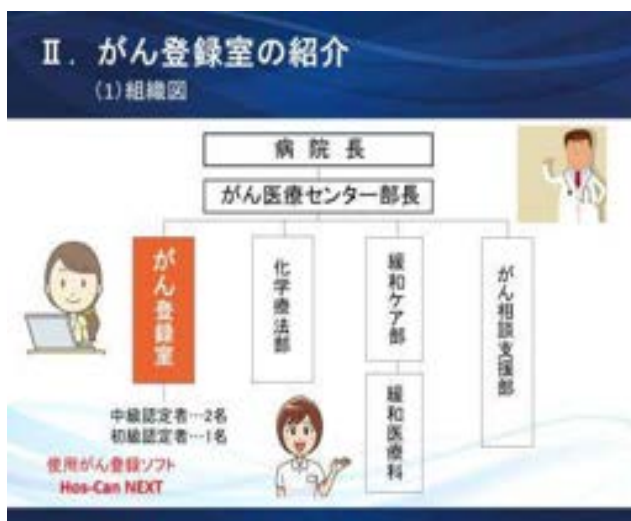 Ⅱ. がん登録室の紹介
(1)組織図
病院長
がん医療センター部長
がん登録室
化学療法部
緩和ケア部
がん相談支援部
緩和医療科
中級認定者…2名
初級認定者…1名
使用がん登録ソフト
Hos-Can NEXT